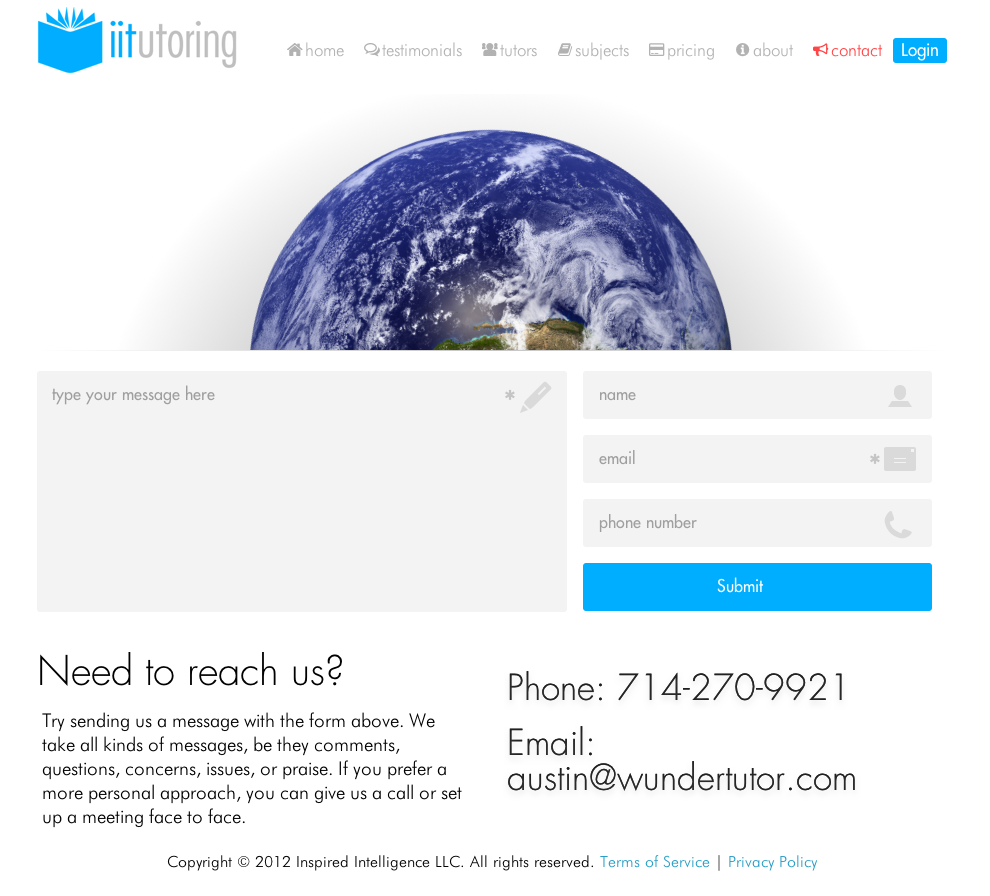 iitutoring
home testimonials tutors subjects pricing about contact Login
type your message here *
name
email *
phone number
Submit
Need to reach us?
Try sending us a message with the form above. We
take all kinds of messages, be they comments,
questions, concerns, issues, or praise. If you prefer a
more personal approach, you can give us a call or set
up a meeting face to face.
Phone: 714-270-9921
Email:
austin@wundertutor.com
Copyright © 2012 Inspired Intelligence LLC. All rights reserved. Terms of Service | Privacy Policy